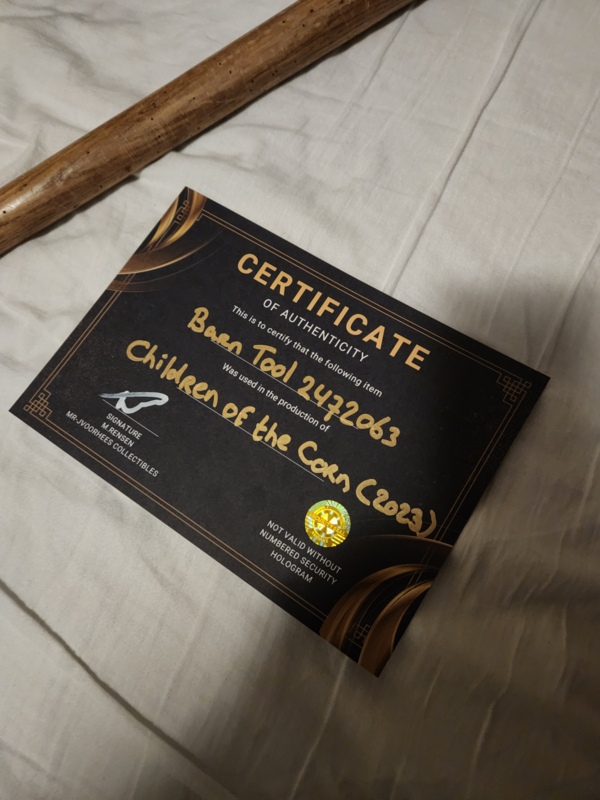 CERTIFICATE
OF AUTHENTICITY
This is to certify that the following item
Barn Tool 2472063
Was used in the production of
Children of the Corn (2023)
SIGNATURE
M.RENSEN
MR.JVOORHEES COLLECTIBLES
NOT VALID WITHOUT
NUMBERED SECURITY
HOLOGRAM